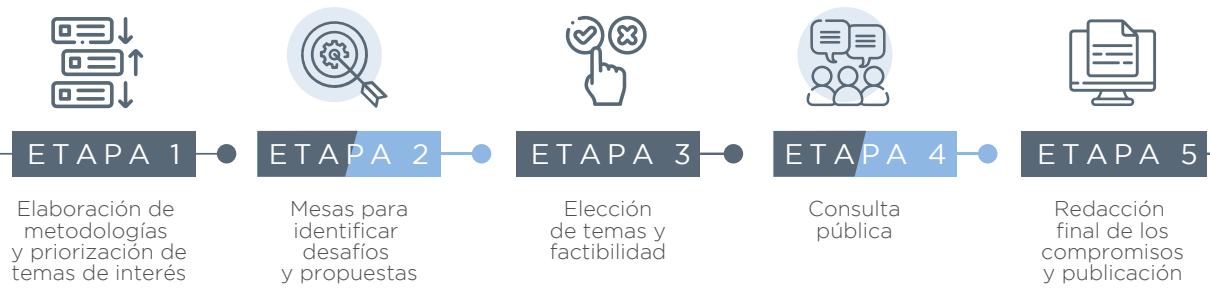 ETAPA 1
Elaboración de
metodologías
y priorización de
temas de interés
ETAPA 2
Mesas para
identificar
desafíos
y propuestas
ETAPA 3
Elección
de temas y
factibilidad
ETAPA 4
Consulta
pública
ETAPA 5
Redacción
final de los
compromisos
y publicación